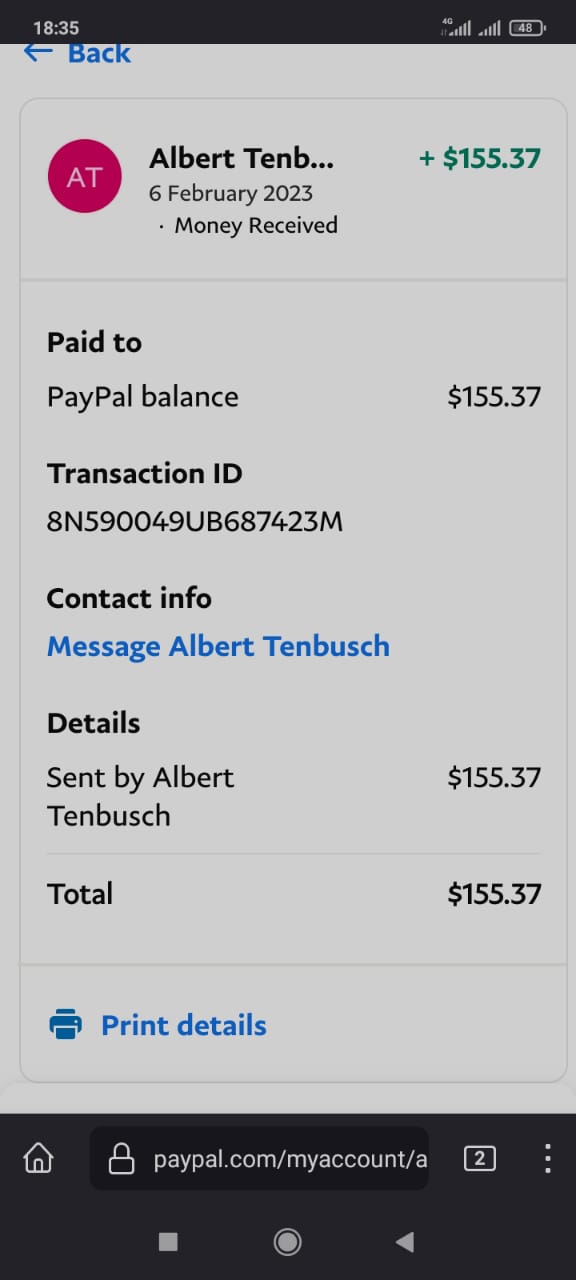 18:35
4G
48
Back
AT
Albert Tenb...
+ $155.37
6 February 2023
· Money Received
Paid to
PayPal balance
$155.37
Transaction ID
8N590049UB687423M
Contact info
Message Albert Tenbusch
Details
Sent by Albert
Tenbusch
$155.37
Total
$155.37
Print details
paypal.com/myaccount/a
2